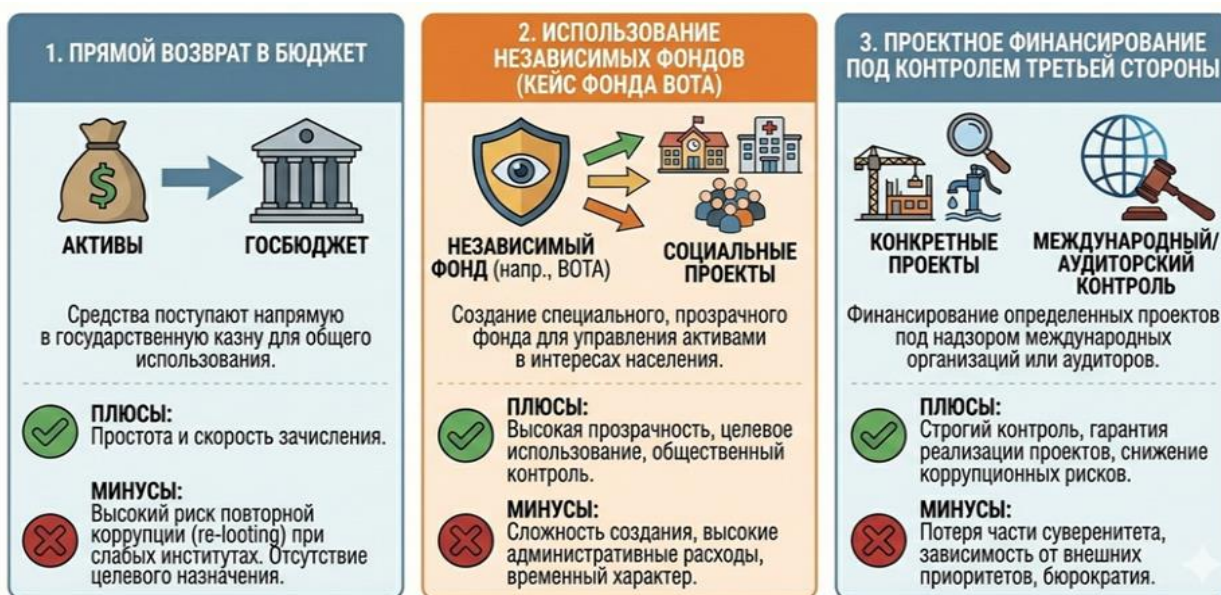 1. ПРЯМОЙ ВОЗВРАТ В БЮДЖЕТ
$
АКТИВЫ
ГОСБЮДЖЕТ
Средства поступают напрямую
в государственную казну для общего
использования.
ПЛЮСЫ:
Простота и скорость зачисления.
МИНУСЫ:
Высокий риск повторной
коррупции (re-looting) при
слабых институтах. Отсутствие
целевого назначения.
2. ИСПОЛЬЗОВАНИЕ
НЕЗАВИСИМЫХ ФОНДОВ
(КЕЙС ФОНДА BOTA)
НЕЗАВИСИМЫЙ
ФОНД (напр., BOTA)
СОЦИАЛЬНЫЕ
ПРОЕКТЫ
Создание специального, прозрачного
фонда для управления активами
в интересах населения.
ПЛЮСЫ:
Высокая прозрачность, целевое
использование, общественный
контроль.
МИНУСЫ:
Сложность создания, высокие
административные расходы,
временный характер.
3. ПРОЕКТНОЕ ФИНАНСИРОВАНИЕ
ПОД КОНТРОЛЕМ ТРЕТЬЕЙ СТОРОНЫ
КОНКРЕТНЫЕ
ПРОЕКТЫ
МЕЖДУНАРОДНЫЙ/
АУДИТОРСКИЙ
КОНТРОЛЬ
Финансирование определенных проектов
под надзором международных
организаций или аудиторов.
ПЛЮСЫ:
Строгий контроль, гарантия
реализации проектов, снижение
коррупционных рисков.
МИНУСЫ:
Потеря части суверенитета,
зависимость от внешних
приоритетов, бюрократия.